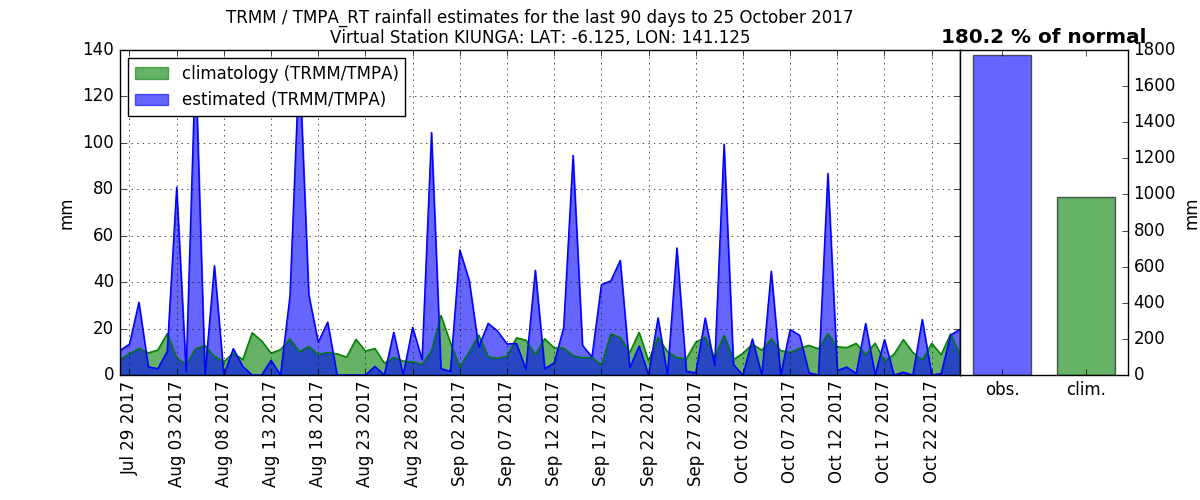 TRMM / TMPA_RT rainfall estimates for the last 90 days to 25 October 2017
Virtual Station KIUNGA: LAT: -6.125, LON: 141.125
180.2 % of normal
climatology (TRMM/TMPA)
estimated (TRMM/TMPA)
140
120
100
80
60
40
20
0
mm
Jul 29 2017
Aug 03 2017
Aug 08 2017
Aug 13 2017
Aug 18 2017
Aug 23 2017
Aug 28 2017
Sep 02 2017
Sep 07 2017
Sep 12 2017
Sep 17 2017
Sep 22 2017
Sep 27 2017
Oct 02 2017
Oct 07 2017
Oct 12 2017
Oct 17 2017
Oct 22 2017
1800
1600
1400
1200
1000
800
600
400
200
0
mm
obs.
clim.